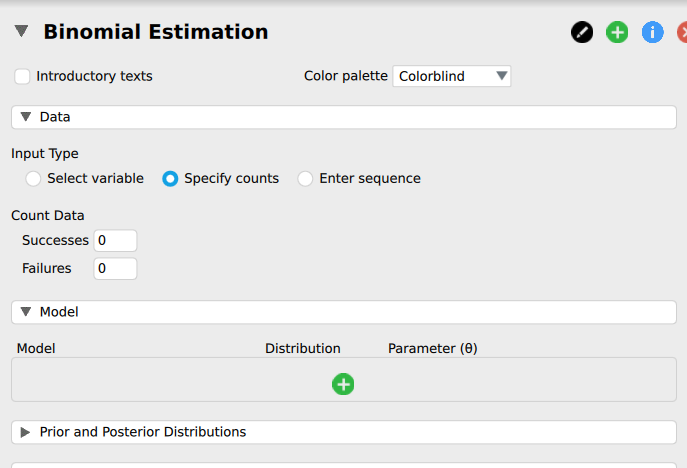 Binomial Estimation
Introductory texts Color palette Colorblind
Data
Input Type
Select variable Specify counts Enter sequence
Count Data
Successes 0
Failures 0
Model
Model Distribution Parameter (θ)
Prior and Posterior Distributions